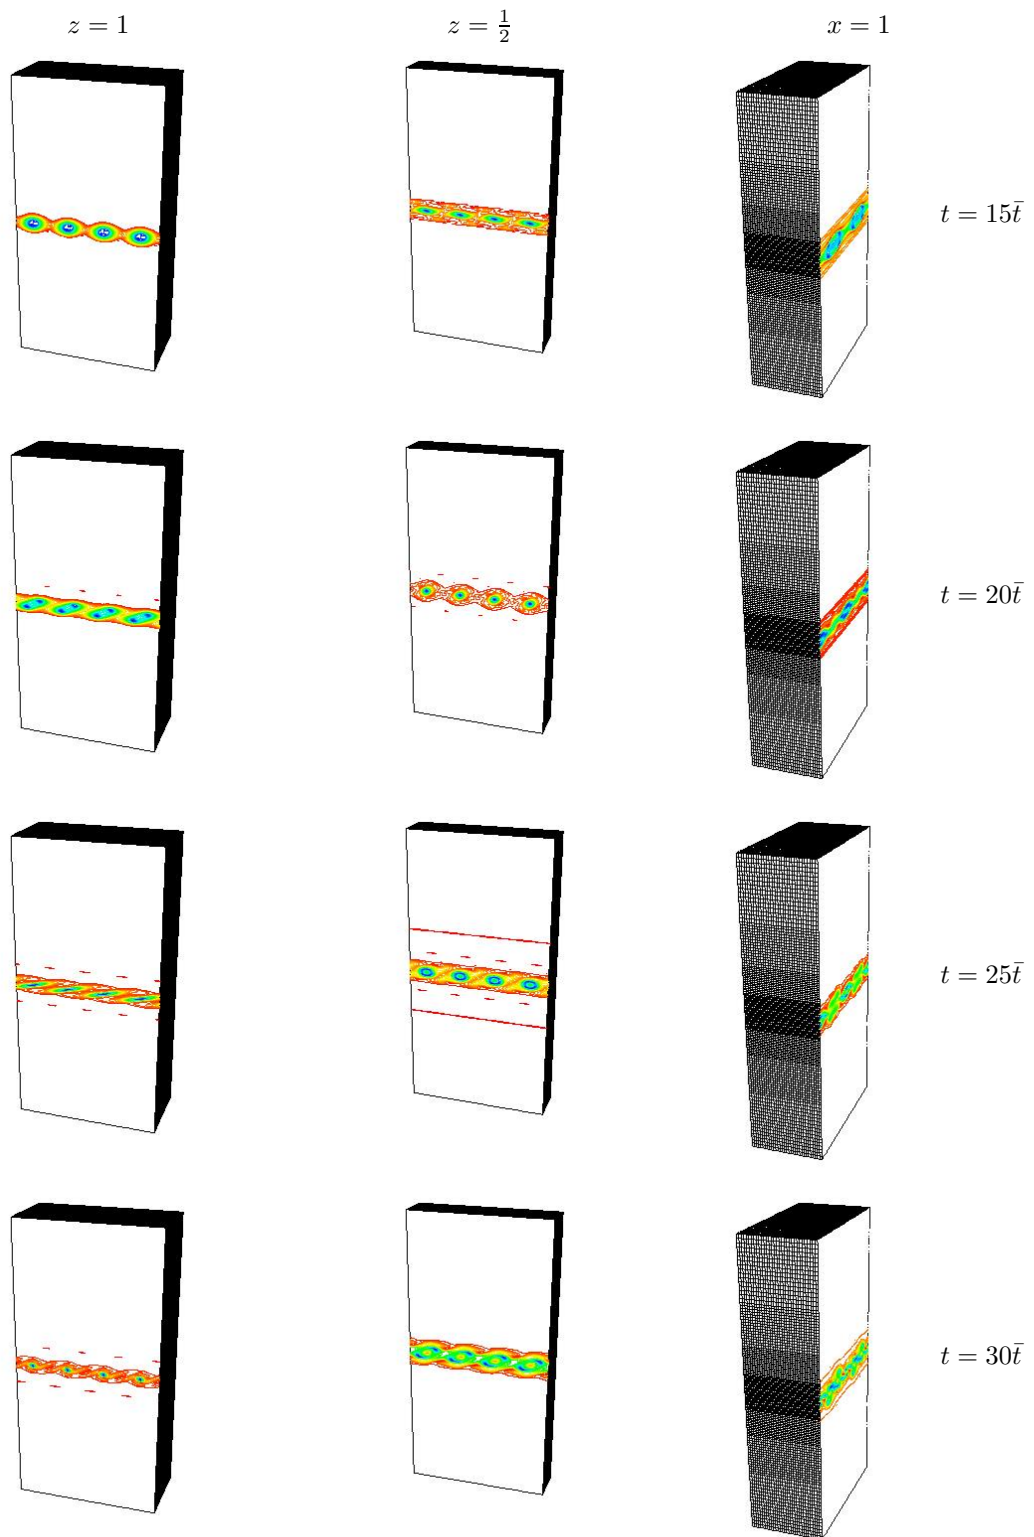 z = 1
z = 1/2
x = 1
t = 15t̄
t = 20t̄
t = 25t̄
t = 30t̄